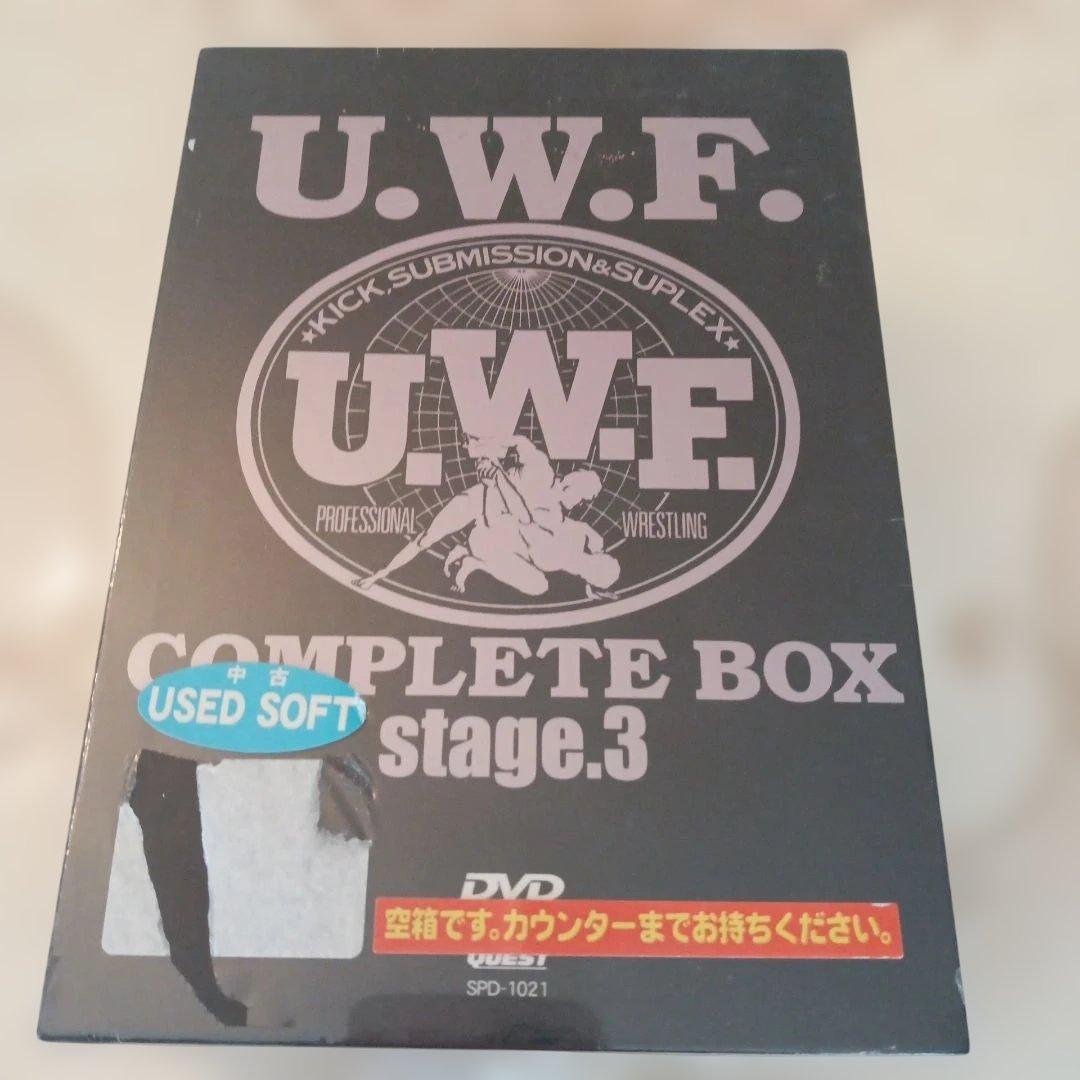 U.W.F.
★KICK, SUBMISSION & SUPLEX★
U.W.F.
PROFESSIONAL WRESTLING
COMPLETE BOX
中古
USED SOFT
stage.3
DVD
空箱です。カウンターまでお持ちください。
QUEST
SPD-1021